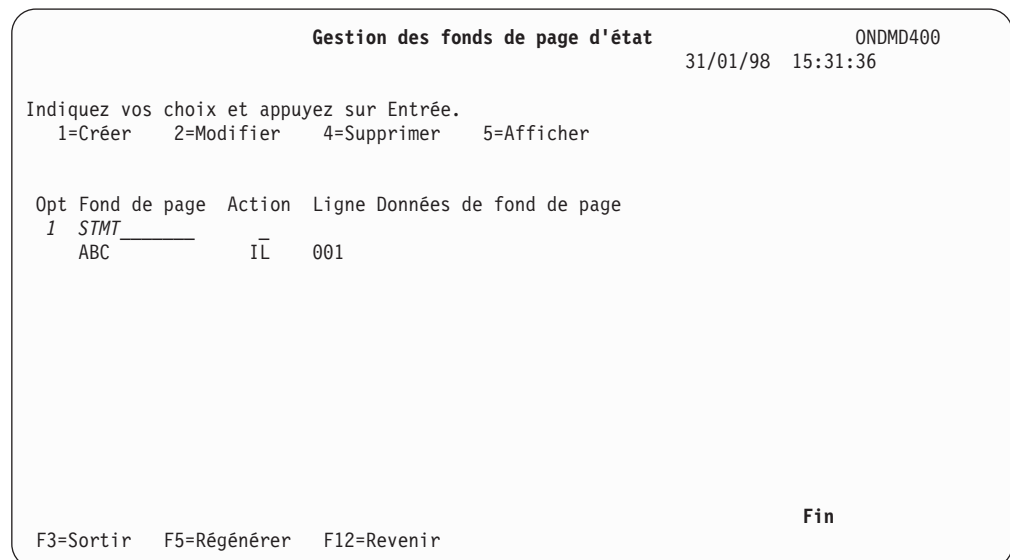 Gestion des fonds de page d'état ONDMD400
31/01/98 15:31:36
Indiquez vos choix et appuyez sur Entrée.
1=Créer 2=Modifier 4=Supprimer 5=Afficher
Opt Fond de page Action Ligne Données de fond de page
1 STMT_______ _
ABC IL 001
Fin
F3=Sortir F5=Régénérer F12=Revenir